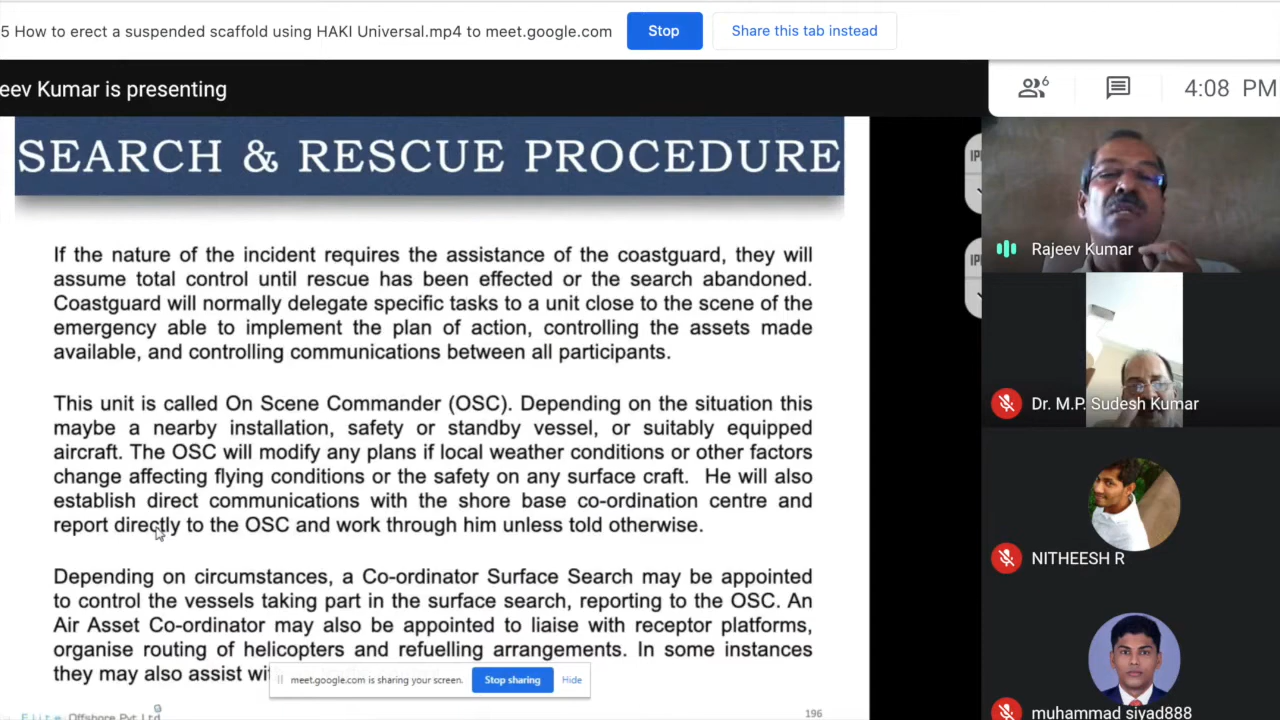 5 How to erect a suspended scaffold using HAKI Universal.mp4 to meet.google.com
Stop
Share this tab instead
eev Kumar is presenting
6
4:08 PM
SEARCH & RESCUE PROCEDURE
If the nature of the incident requires the assistance of the coastguard, they will
assume total control until rescue has been effected or the search abandoned.
Coastguard will normally delegate specific tasks to a unit close to the scene of the
emergency able to implement the plan of action, controlling the assets made
available, and controlling communications between all participants.
This unit is called On Scene Commander (OSC). Depending on the situation this
maybe a nearby installation, safety or standby vessel, or suitably equipped
aircraft. The OSC will modify any plans if local weather conditions or other factors
change affecting flying conditions or the safety on any surface craft. He will also
establish direct communications with the shore base co-ordination centre and
report directly to the OSC and work through him unless told otherwise.
Depending on circumstances, a Co-ordinator Surface Search may be appointed
to control the vessels taking part in the surface search, reporting to the OSC. An
Air Asset Co-ordinator may also be appointed to liaise with receptor platforms,
organise routing of helicopters and refuelling arrangements. In some instances
they may also assist wit
meet.google.com is sharing your screen.
Stop sharing
Hide
Elite Offshore Pvt Ltd
196
Rajeev Kumar
Dr. M.P. Sudesh Kumar
NITHEESH R
muhammad siyad888